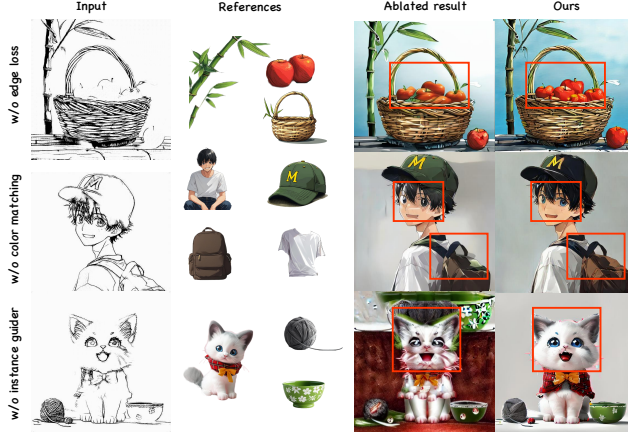 Input
References
Ablated result
Ours
w/o edge loss
w/o color matching
w/o instance guider
M
M
M
M